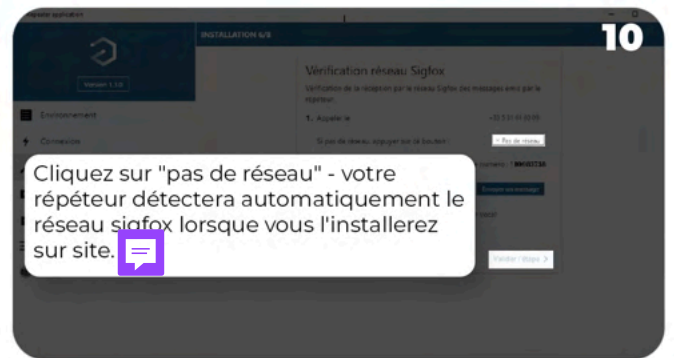 10
INSTALLATION 6/8
Version 1.1.0
Environnement
Connexion
Vérification réseau Sigfox
Vérification de la réception par le réseau Sigfox des messages émis par le
répéteur.
1. Appeler le
Si pas de réseau, appuyer sur ce bouton :
Pas de réseau
Envoyer un message
Cliquez sur "pas de réseau" - votre
répéteur détectera automatiquement le
réseau sigfox lorsque vous l'installerez
sur site.
Valider l'étape >